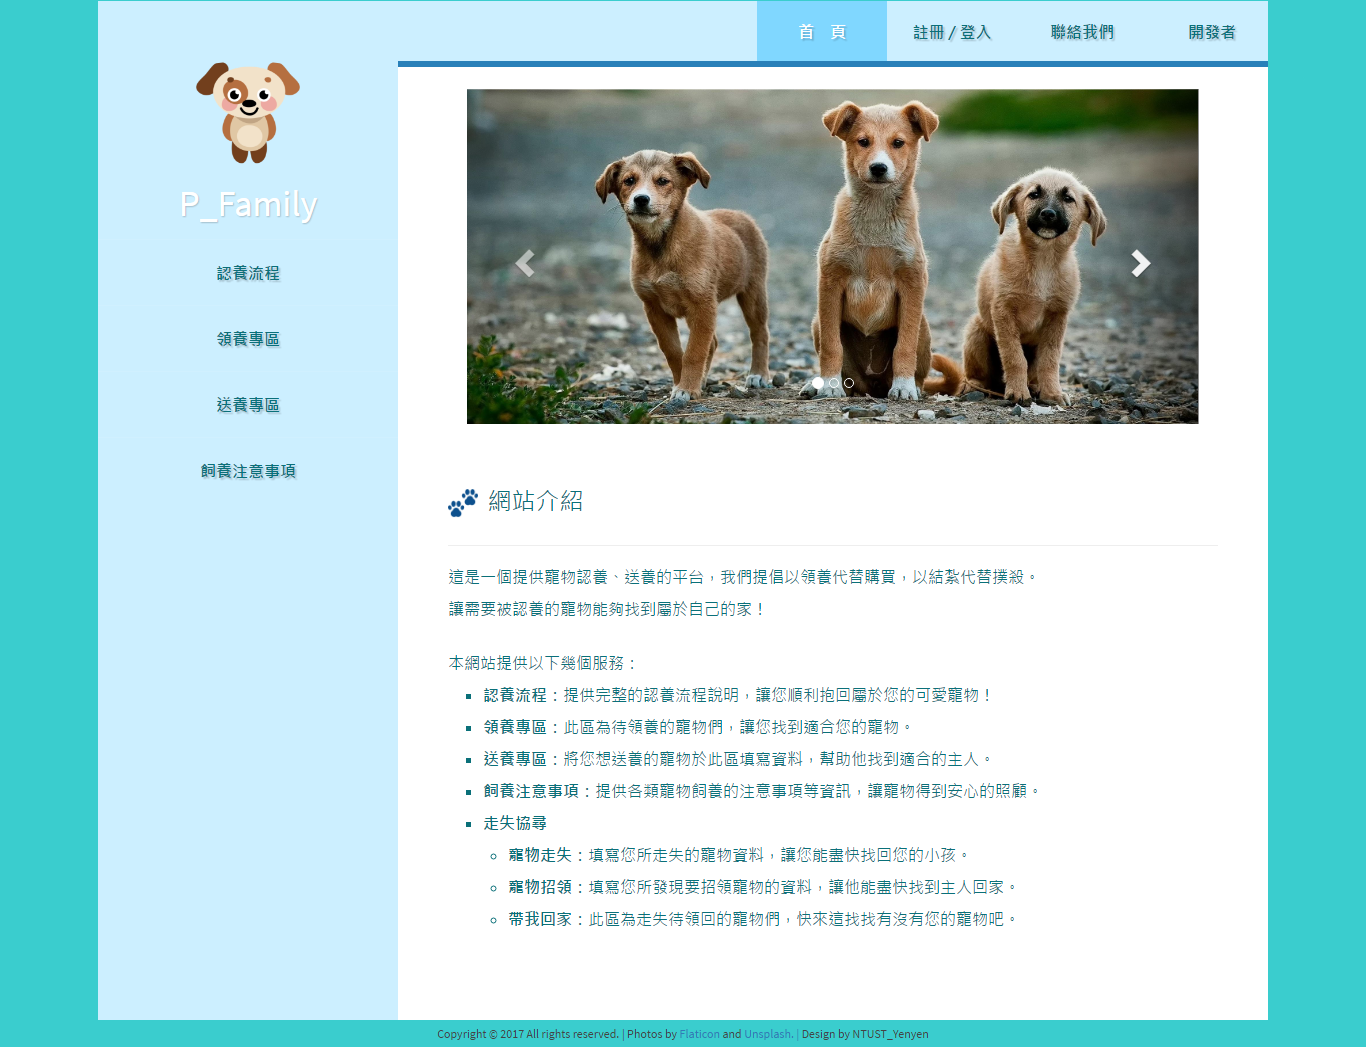 首 頁
註冊 / 登入
聯絡我們
開發者
P_Family
認養流程
領養專區
送養專區
飼養注意事項
網站介紹
這是一個提供寵物認養、送養的平台，我們提倡以領養代替購買，以結紮代替撲殺。
讓需要被認養的寵物能夠找到屬於自己的家！
本網站提供以下幾個服務：
認養流程：提供完整的認養流程說明，讓您順利抱回屬於您的可愛寵物！
領養專區：此區為待領養的寵物們，讓您找到適合您的寵物。
送養專區：將您想送養的寵物於此區填寫資料，幫助他找到適合的主人。
飼養注意事項：提供各類寵物飼養的注意事項等資訊，讓寵物得到安心的照顧。
走失協尋
寵物走失：填寫您所走失的寵物資料，讓您能盡快找回您的小孩。
寵物招領：填寫您所發現要招領寵物的資料，讓他能盡快找到主人回家。
帶我回家：此區為走失待領回的寵物們，快來這找找有沒有您的寵物吧。
Copyright © 2017 All rights reserved. | Photos by Flaticon and Unsplash. | Design by NTUST_Yenyen